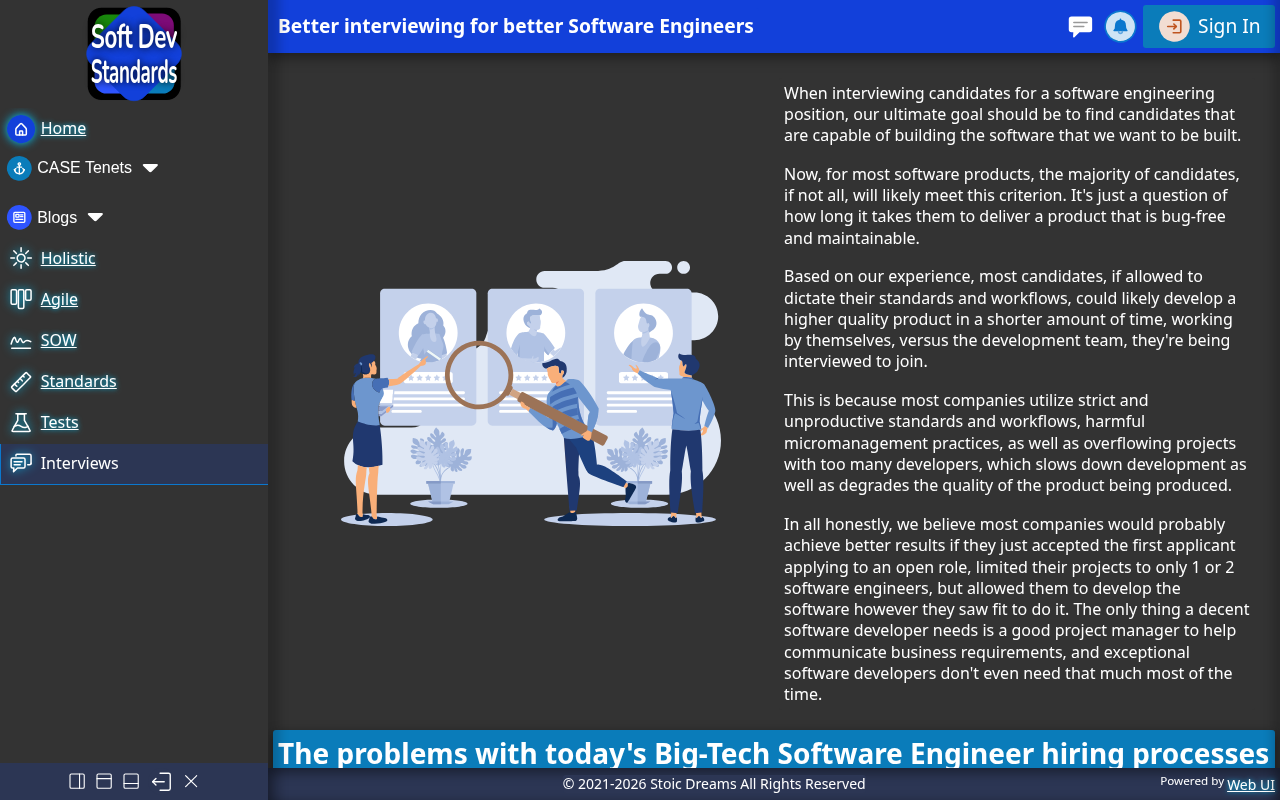 Soft Dev
Standards
Home
CASE Tenets
Blogs
Holistic
Agile
SOW
Standards
Tests
Interviews
Better interviewing for better Software Engineers
Sign In
When interviewing candidates for a software engineering
position, our ultimate goal should be to find candidates that
are capable of building the software that we want to be built.
Now, for most software products, the majority of candidates,
if not all, will likely meet this criterion. It's just a question of
how long it takes them to deliver a product that is bug-free
and maintainable.
Based on our experience, most candidates, if allowed to
dictate their standards and workflows, could likely develop a
higher quality product in a shorter amount of time, working
by themselves, versus the development team, they're being
interviewed to join.
This is because most companies utilize strict and
unproductive standards and workflows, harmful
micromanagement practices, as well as overflowing projects
with too many developers, which slows down development as
well as degrades the quality of the product being produced.
In all honestly, we believe most companies would probably
achieve better results if they just accepted the first applicant
applying to an open role, limited their projects to only 1 or 2
software engineers, but allowed them to develop the
software however they saw fit to do it. The only thing a decent
software developer needs is a good project manager to help
communicate business requirements, and exceptional
software developers don't even need that much most of the
time.
The problems with today's Big-Tech Software Engineer hiring processes
© 2021-2026 Stoic Dreams All Rights Reserved
Powered by Web UI